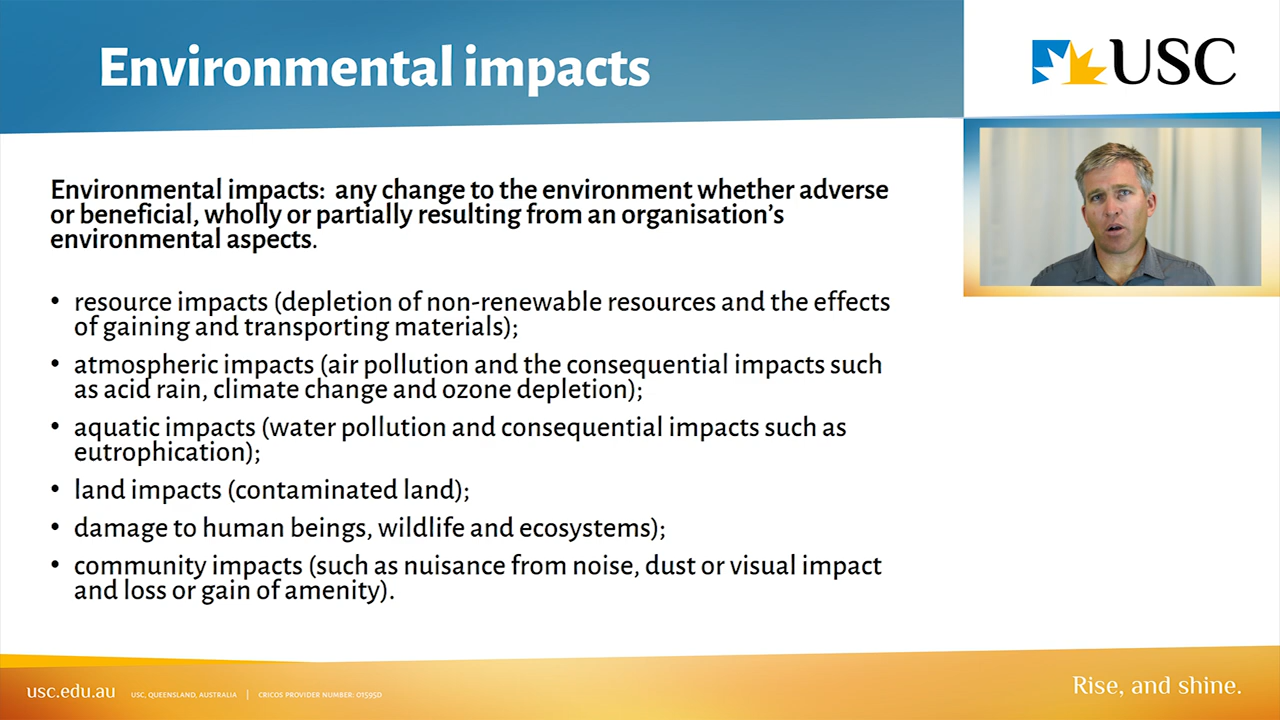 Environmental impacts
USC
Environmental impacts:  any change to the environment whether adverse
or beneficial, wholly or partially resulting from an organisation’s
environmental aspects.
• resource impacts (depletion of non-renewable resources and the effects
of gaining and transporting materials);
• atmospheric impacts (air pollution and the consequential impacts such
as acid rain, climate change and ozone depletion);
• aquatic impacts (water pollution and consequential impacts such as
eutrophication);
• land impacts (contaminated land);
• damage to human beings, wildlife and ecosystems);
• community impacts (such as nuisance from noise, dust or visual impact
and loss or gain of amenity).
usc.edu.au USC, QUEENSLAND, AUSTRALIA | CRICOS PROVIDER NUMBER: 01595D
Rise, and shine.